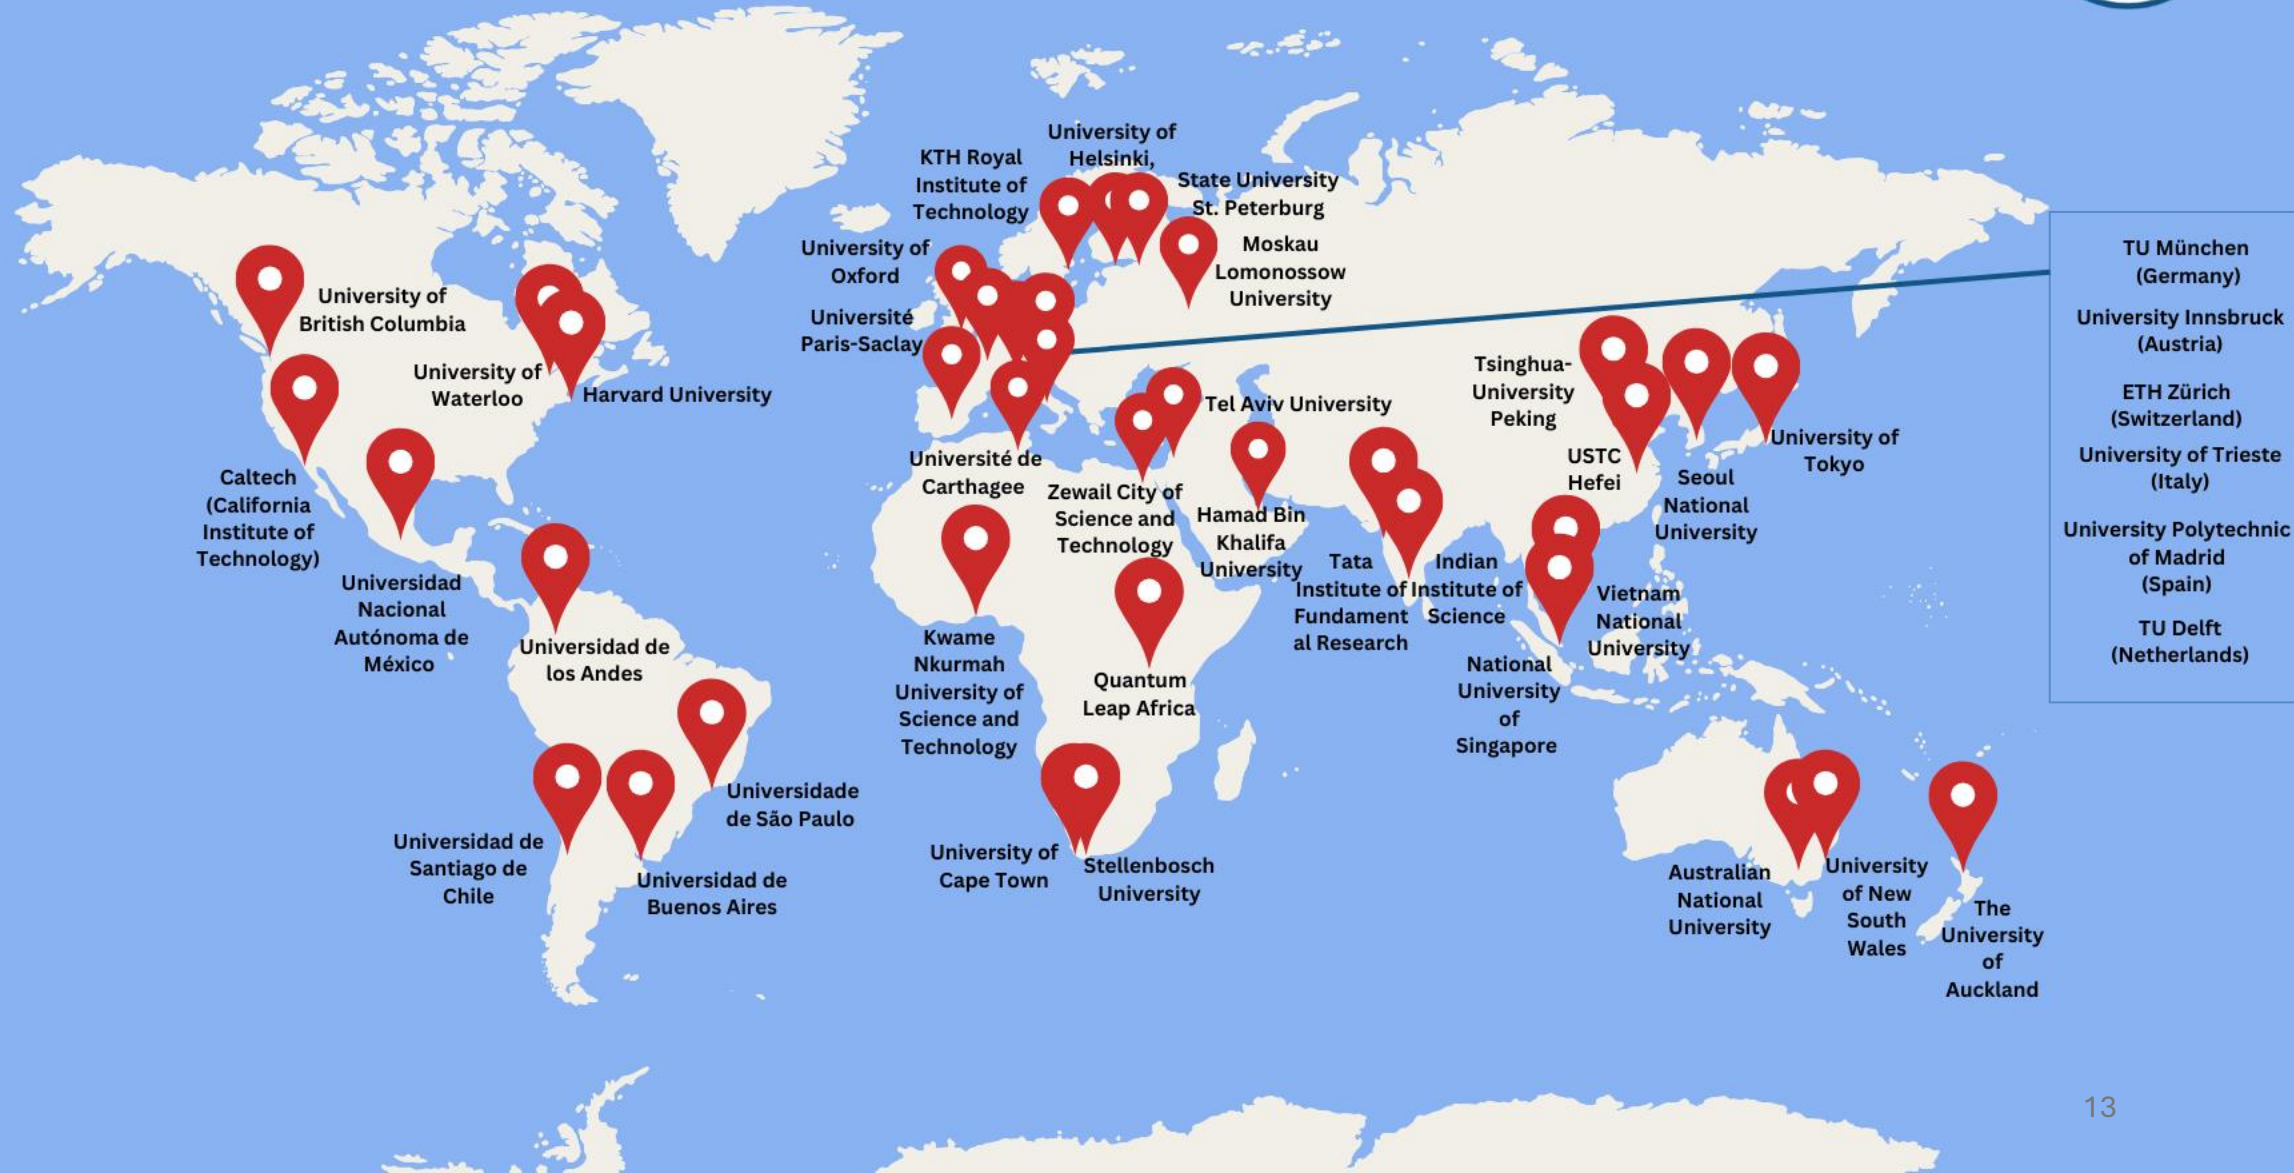 University of
British Columbia
University of
Waterloo
Harvard University
Caltech
(California
Institute of
Technology)
Universidad
Nacional
Autónoma de
México
Universidad de
los Andes
Universidade
de São Paulo
Universidad de
Santiago de
Chile
Universidad de
Buenos Aires
KTH Royal
Institute of
Technology
University of
Helsinki,
State University
St. Peterburg
Moskau
Lomonossow
University
University of
Oxford
Université
Paris-Saclay
Tel Aviv University
Université de
Carthagee
Zewail City of
Science and
Technology
Hamad Bin
Khalifa
University
Kwame
Nkurmah
University of
Science and
Technology
Quantum
Leap Africa
University of
Cape Town
Stellenbosch
University
Tata
Institute of
Fundament
al Research
Indian
Institute of
Science
Tsinghua-
University
Peking
USTC
Hefei
Seoul
National
University
University of
Tokyo
Vietnam
National
University
National
University
of
Singapore
Australian
National
University
University
of New
South
Wales
The
University
of
Auckland
TU München
(Germany)
University Innsbruck
(Austria)
ETH Zürich
(Switzerland)
University of Trieste
(Italy)
University Polytechnic
of Madrid
(Spain)
TU Delft
(Netherlands)
13